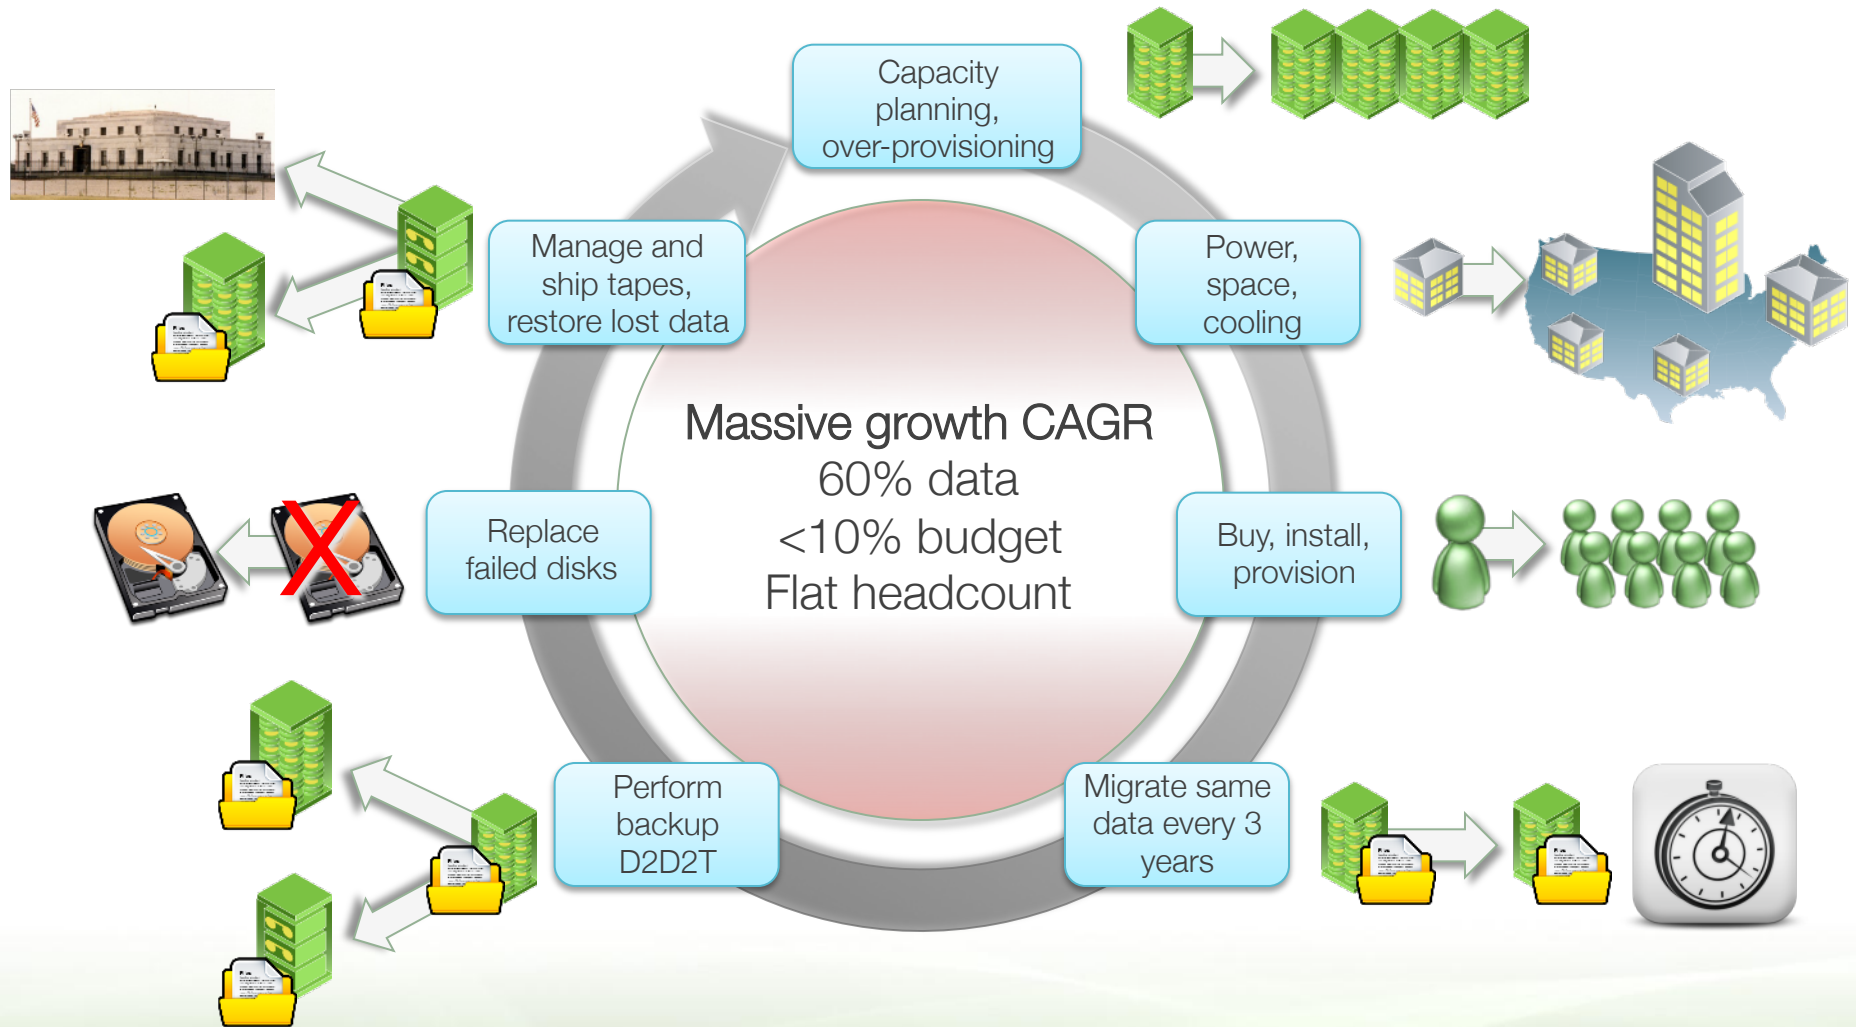 Capacity
planning,
over-provisioning
Power,
space,
cooling
Buy, install,
provision
Migrate same
data every 3
years
Perform
backup
D2D2T
Replace
failed disks
Manage and
ship tapes,
restore lost data
Massive growth CAGR
60% data
<10% budget
Flat headcount